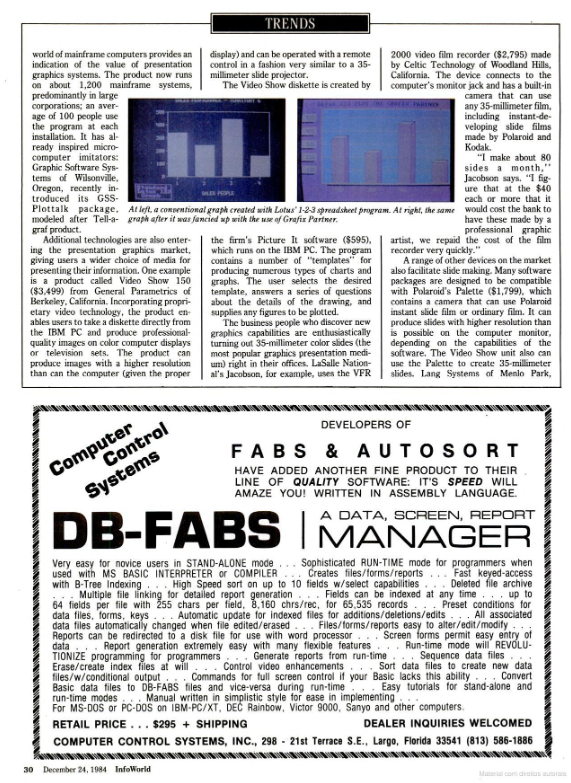 TRENDS
world of mainframe computers provides an
indication of the value of presentation
graphics systems. The product now runs
on about 1,200 mainframe systems,
predominantly in large
corporations; an aver-
age of 100 people use
the program at each
installation. It has al-
ready inspired micro-
computer imitators:
Graphic Software Sys-
tems of Wilsonville,
Oregon, recently in-
troduced its GSS-
Plottalk package,
modeled after Tell-a-
graf product.
Additional technologies are also enter-
ing the presentation graphics market,
giving users a wider choice of media for
presenting their information. One example
is a product called Video Show 150
($3,499) from General Parametrics of
Berkeley, California. Incorporating propri-
etary video technology, the product en-
ables users to take a diskette directly from
the IBM PC and produce professional-
quality images on color computer displays
or television sets. The product can
produce images with a higher resolution
than can the computer (given the proper
display) and can be operated with a remote
control in a fashion very similar to a 35-
millimeter slide projector.
The Video Show diskette is created by
SALES PEOPLE
At left, a conventional graph created with Lotus' 1-2-3 spreadsheet program. At right, the same
graph after it was fancied up with the use of Grafix Partner.
the firm's Picture It software ($595),
which runs on the IBM PC. The program
contains a number of "templates" for
producing numerous types of charts and
graphs. The user selects the desired
template, answers a series of questions
about the details of the drawing, and
supplies any figures to be plotted.
The business people who discover new
graphics capabilities are enthusiastically
turning out 35-millimeter color slides (the
most popular graphics presentation medi-
um) right in their offices. LaSalle Nation-
al's Jacobson, for example, uses the VFR
2000 video film recorder ($2,795) made
by Celtic Technology of Woodland Hills,
California. The device connects to the
computer's monitor jack and has a built-in
camera that can use
any 35-millimeter film,
including instant-de-
veloping slide films
made by Polaroid and
Kodak.
"I make about 80
sides a month,"
Jacobson says. "I fig-
ure that at the $40
each or more that it
would cost the bank to
have these made by a
professional graphic
artist, we repaid the cost of the film
recorder very quickly."
A range of other devices on the market
also facilitate slide making. Many software
packages are designed to be compatible
with Polaroid's Palette ($1,799), which
contains a camera that can use Polaroid
instant slide film or ordinary film. It can
produce slides with higher resolution than
is possible on the computer monitor,
depending on the capabilities of the
software. The Video Show unit also can
use the Palette to create 35-millimeter
slides. Lang Systems of Menlo Park,
Computer
Control
Systems
DEVELOPERS OF
FABS & AUTOSORT
HAVE ADDED ANOTHER FINE PRODUCT TO THEIR
LINE OF QUALITY SOFTWARE: IT'S SPEED WILL
AMAZE YOU! WRITTEN IN ASSEMBLY LANGUAGE.
DB-FABS
A DATA, SCREEN, REPORT
MANAGER
Very easy for novice users in STAND-ALONE mode . . . Sophisticated RUN-TIME mode for programmers when
used with MS BASIC INTERPRETER or COMPILER . . . Creates files/forms/reports . . . Fast keyed-access
with B-Tree Indexing . . . High Speed sort on up to 10 fields w/select capabilities . . . Deleted file archive
. . . Multiple file linking for detailed report generation . . . Fields can be indexed at any time . . . up to
64 fields per file with 255 chars per field, 8,160 chrs/rec, for 65,535 records . . . Preset conditions for
data files, forms, keys . . . Automatic update for indexed files for additions/deletions/edits . . . All associated
data files automatically changed when file edited/erased . . . Files/forms/reports easy to alter/edit/modify . . .
Reports can be redirected to a disk file for use with word processor . . . Screen forms permit easy entry of
data . . . Report generation extremely easy with many flexible features . . . Run-time mode will REVOLU-
TIONIZE programming for programmers . . . Generate reports from run-time . . . Sequence data files . . .
Erase/create index files at will . . . Control video enhancements . . . Sort data files to create new data
files/w/conditional output . . . Commands for full screen control if your Basic lacks this ability . . . Convert
Basic data files to DB-FABS files and vice-versa during run-time . . . Easy tutorials for stand-alone and
run-time modes . . . Manual written in simplistic style for ease in implementing . . .
For MS-DOS or PC-DOS on IBM-PC/XT, DEC Rainbow, Victor 9000, Sanyo and other computers.
RETAIL PRICE . . . $295 + SHIPPING
DEALER INQUIRIES WELCOMED
COMPUTER CONTROL SYSTEMS, INC., 298 - 21st Terrace S.E., Largo, Florida 33541 (813) 586-1886
30 December 24, 1984 InfoWorld
Material com direitos autorais